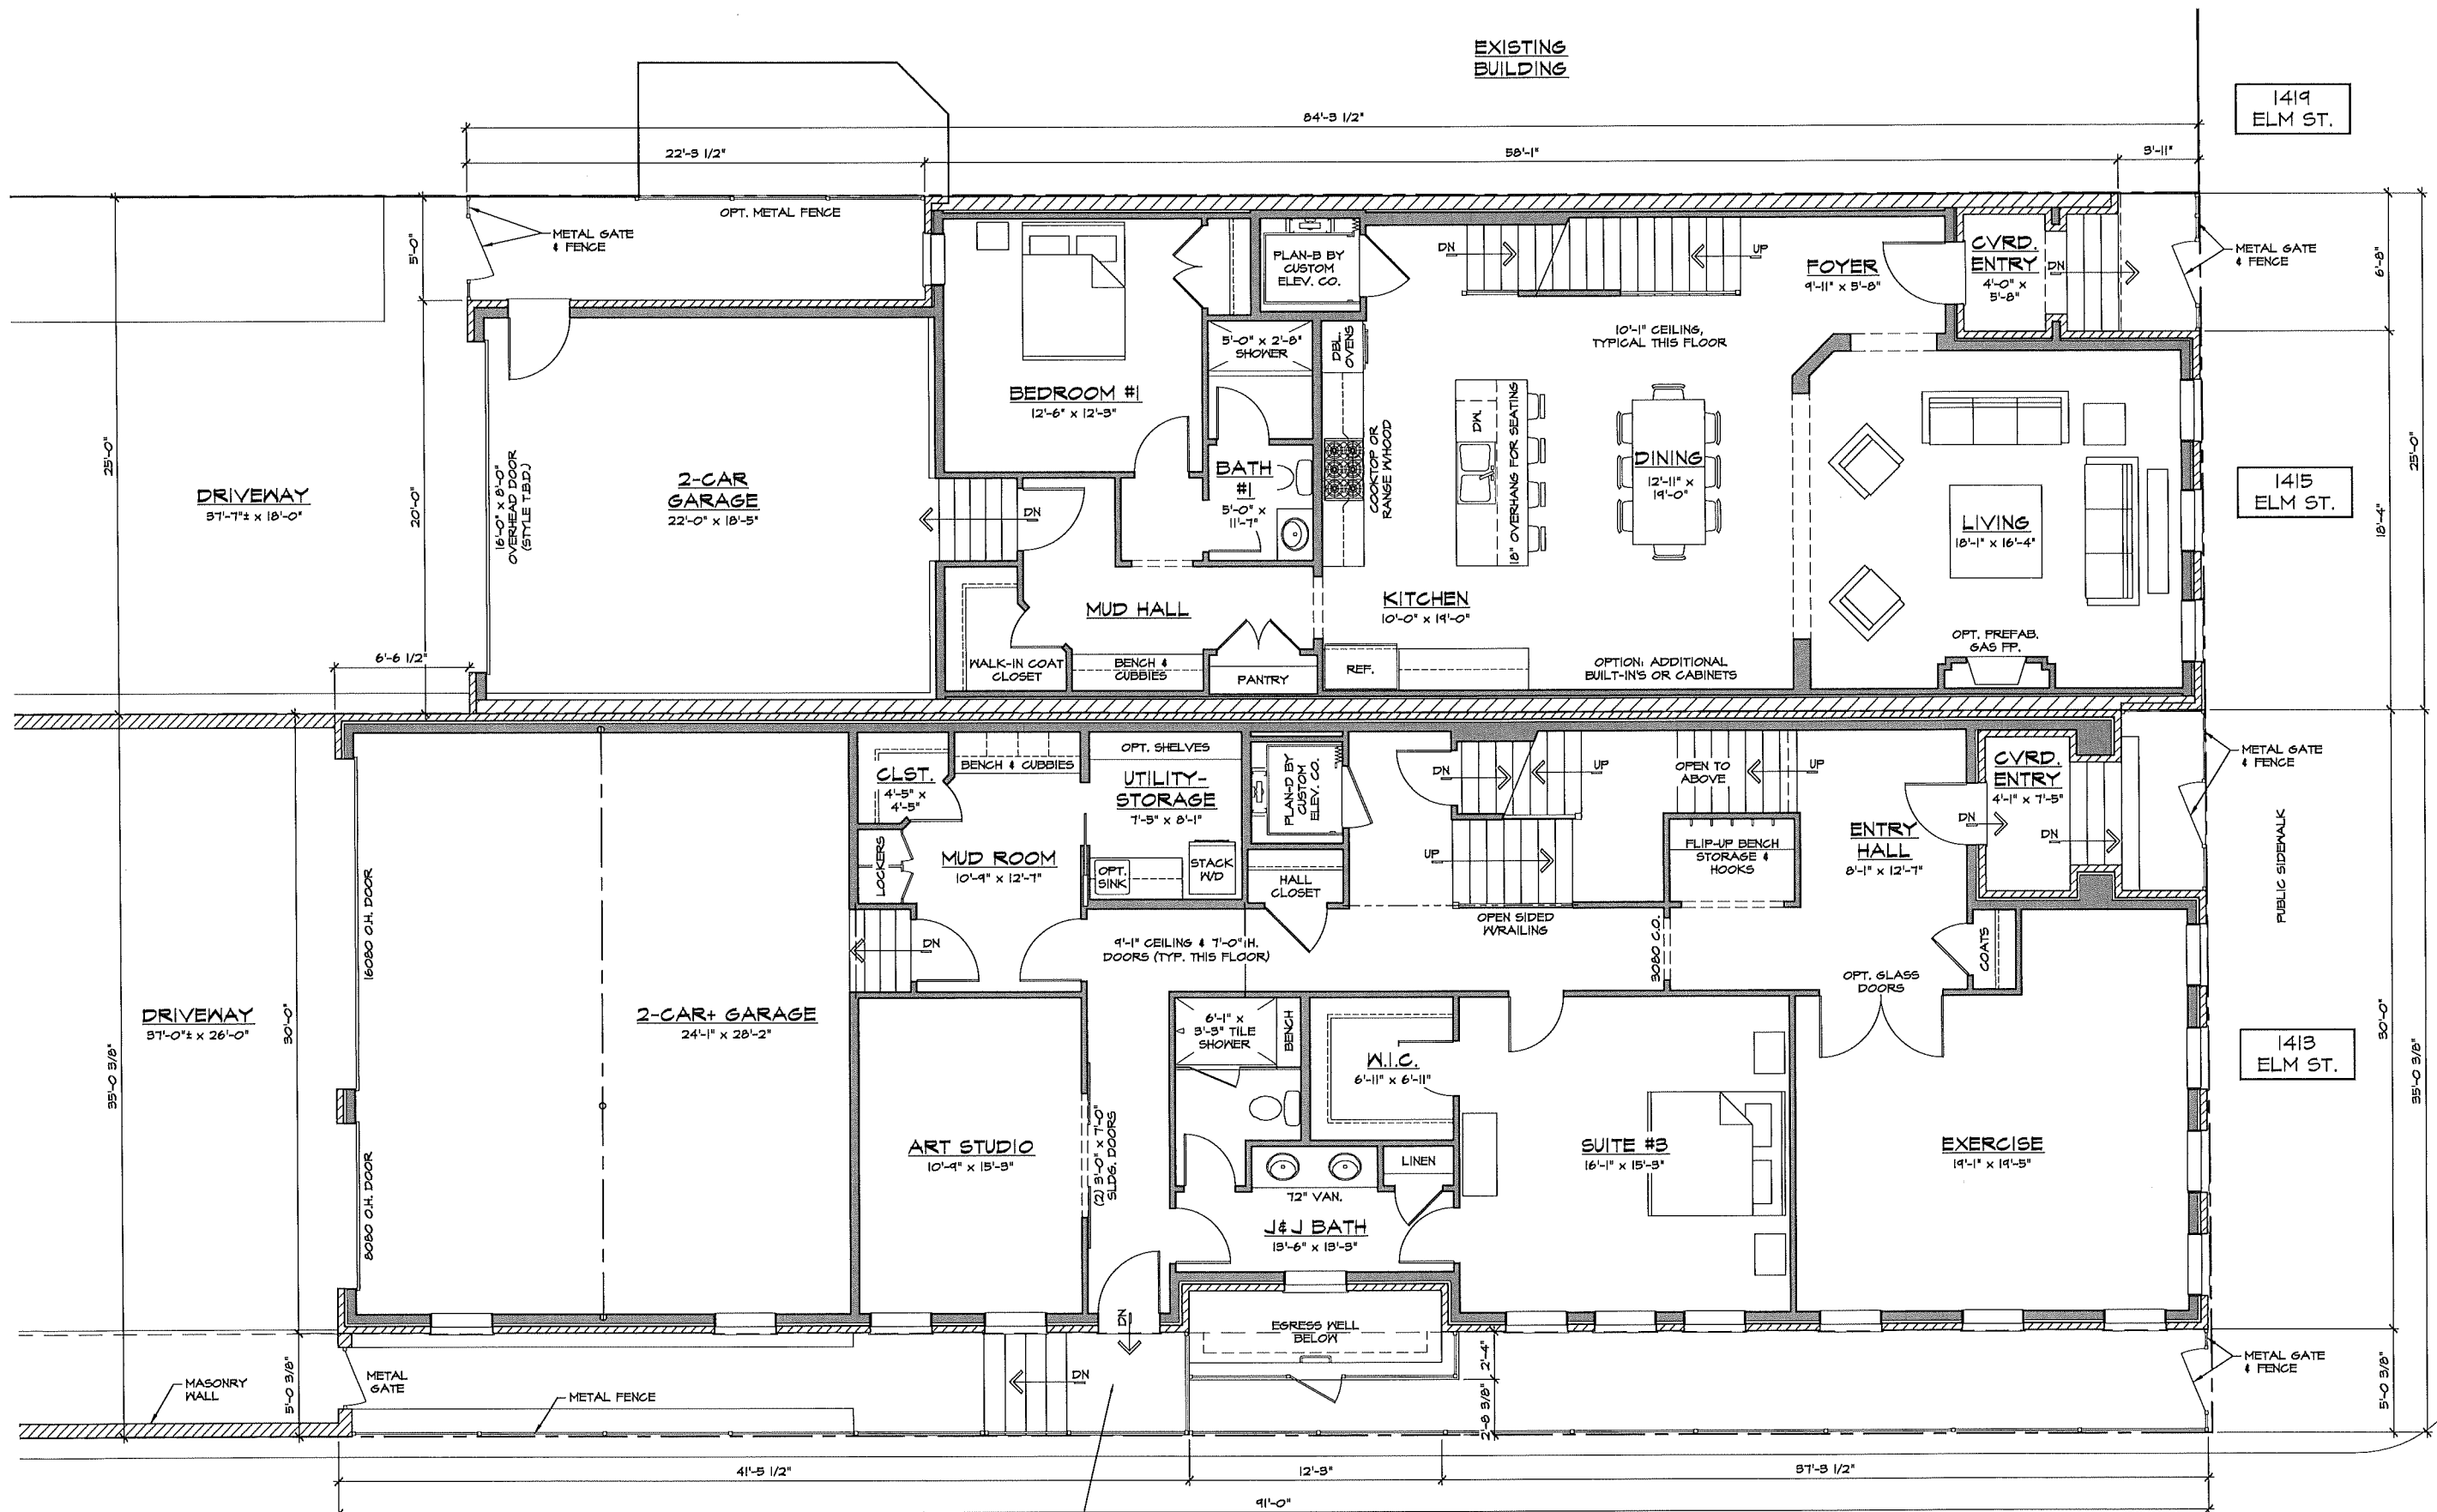 EXISTING
BUILDING
1419
ELM ST.
84'-3 1/2"
22'-3 1/2"
58'-1"
3'-11"
OPT. METAL FENCE
METAL GATE
& FENCE
5'-0"
25'-0"
20'-0"
DRIVEWAY
37'-7"± x 18'-0"
16'-0" x 8'-0"
OVERHEAD DOOR
(STYLE T.B.D.)
2-CAR
GARAGE
22'-0" x 18'-5"
6'-6 1/2"
BEDROOM #1
12'-6" x 12'-3"
PLAN-B BY
CUSTOM
ELEV. CO.
5'-0" x 2'-8"
SHOWER
BATH
#1
5'-0" x
11'-7"
DN
MUD HALL
WALK-IN COAT
CLOSET
BENCH &
CUBBIES
PANTRY
DBL.
OVENS
COOKTOP OR
RANGE W/HOOD
DW.
18" OVERHANG FOR SEATING
KITCHEN
10'-0" x 19'-0"
REF.
DN
UP
10'-1" CEILING,
TYPICAL THIS FLOOR
DINING
12'-11" x
19'-0"
OPTION: ADDITIONAL
BUILT-IN'S OR CABINETS
FOYER
9'-11" x 5'-8"
CVRD.
ENTRY
4'-0" x
5'-8"
DN
METAL GATE
& FENCE
6'-8"
LIVING
18'-1" x 16'-4"
OPT. PREFAB.
GAS FP.
1415
ELM ST.
18'-4"
25'-0"
DRIVEWAY
37'-0"± x 26'-0"
35'-0 3/8"
30'-0"
16080 O.H. DOOR
8080 O.H. DOOR
2-CAR+ GARAGE
24'-1" x 28'-2"
CLST.
4'-5" x
4'-5"
BENCH & CUBBIES
LOCKERS
MUD ROOM
10'-9" x 12'-7"
DN
OPT. SHELVES
UTILITY-
STORAGE
7'-5" x 8'-1"
OPT.
SINK
STACK
W/D
PLAN-D BY
CUSTOM
ELEV. CO.
HALL
CLOSET
9'-1" CEILING & 7'-0" H.
DOORS (TYP. THIS FLOOR)
DN
UP
UP
OPEN SIDED
W/RAILING
OPEN TO
ABOVE
UP
FLIP-UP BENCH
STORAGE &
HOOKS
3080 C.O.
ENTRY
HALL
8'-1" x 12'-7"
CVRD.
ENTRY
4'-1" x 7'-5"
DN
DN
METAL GATE
& FENCE
PUBLIC SIDEWALK
COATS
OPT. GLASS
DOORS
ART STUDIO
10'-9" x 15'-3"
(2) 3'-0" x 7'-0"
SLDG. DOORS
6'-1" x
3'-3" TILE
SHOWER
BENCH
W.I.C.
6'-11" x 6'-11"
72" VAN.
LINEN
J&J BATH
13'-6" x 13'-3"
SUITE #3
16'-1" x 15'-3"
EXERCISE
19'-1" x 19'-5"
1413
ELM ST.
30'-0"
35'-0 3/8"
EGRESS WELL
BELOW
DN
DN
2'-4"
2'-8 3/8"
METAL GATE
& FENCE
5'-0 3/8"
MASONRY
WALL
METAL
GATE
METAL FENCE
5'-0 3/8"
41'-5 1/2"
12'-3"
37'-3 1/2"
91'-0"